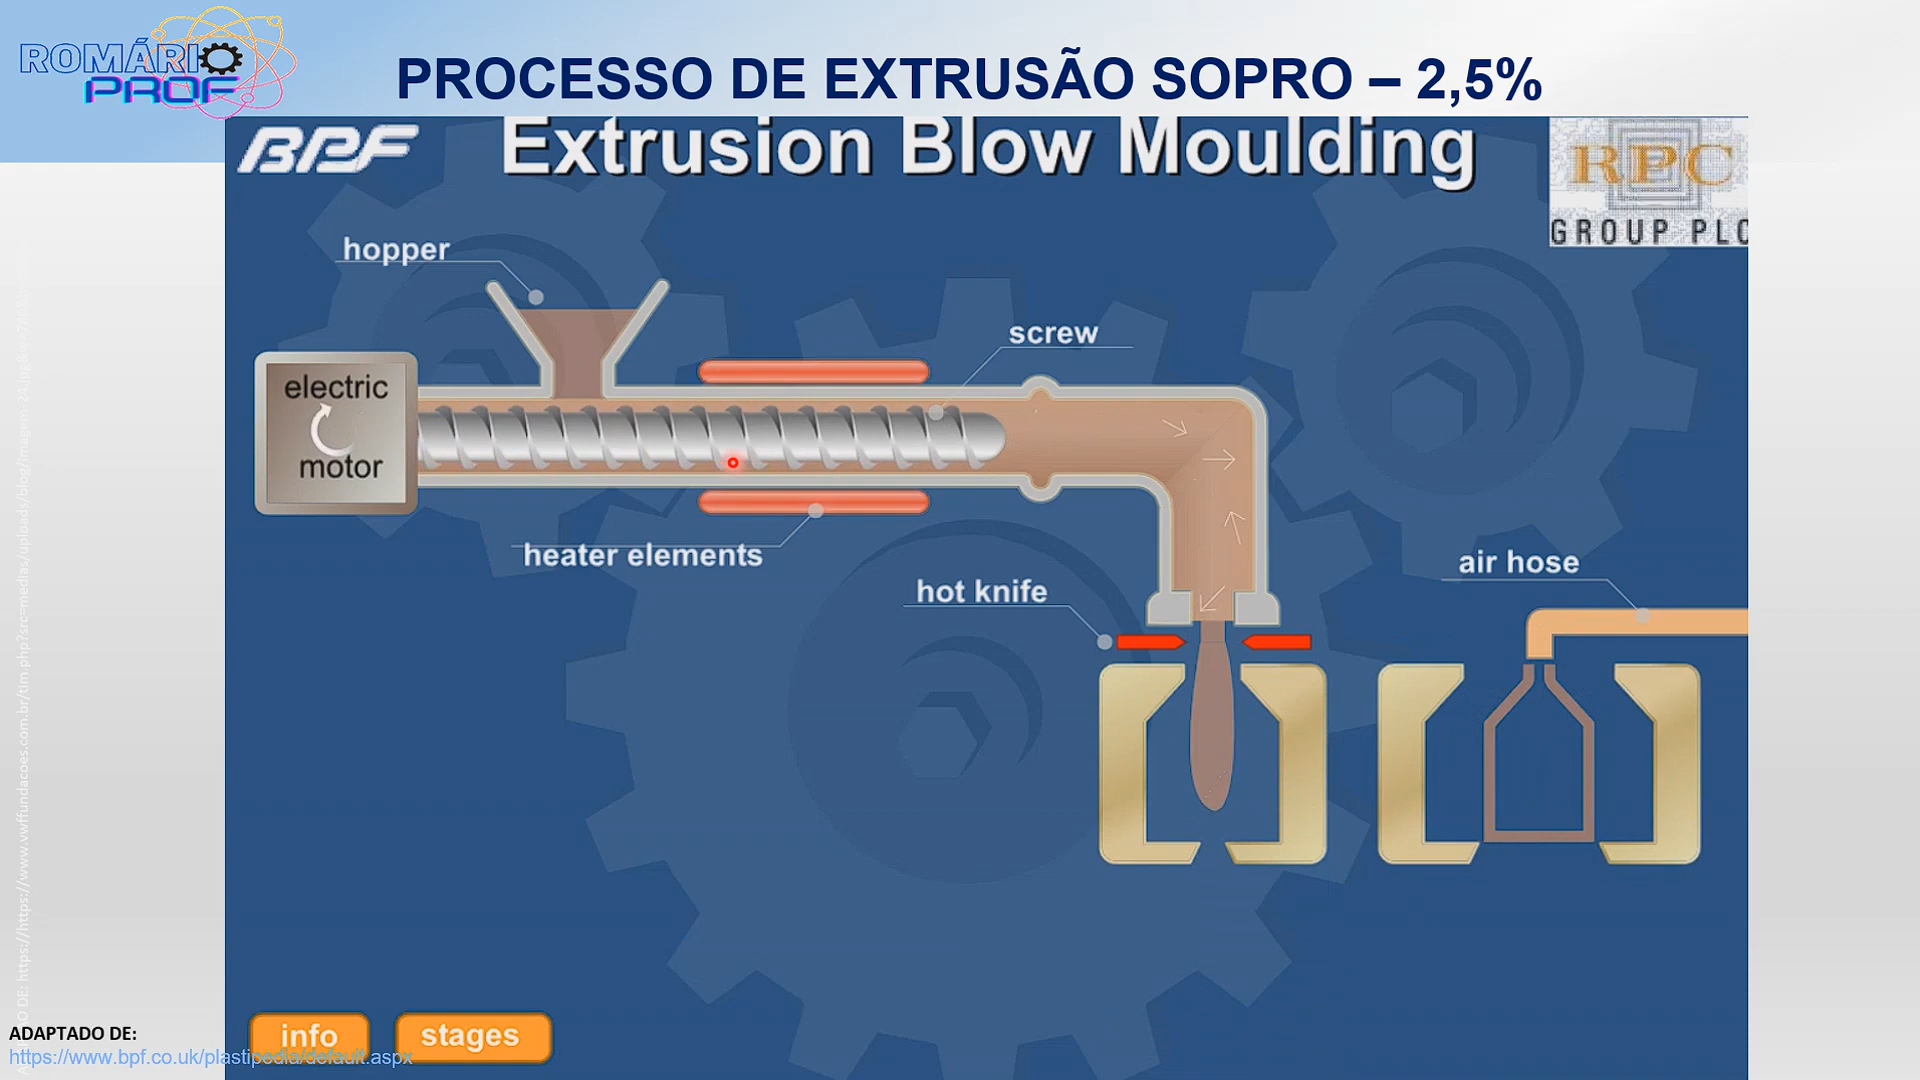 ROMÁRIO
PROF
PROCESSO DE EXTRUSÃO SOPRO – 2,5%
BPF
Extrusion Blow Moulding
RPC
GROUP PLC
hopper
screw
electric
motor
heater elements
hot knife
air hose
info
stages
ADAPTADO DE:
https://www.bpf.co.uk/plastipedia/default.aspx